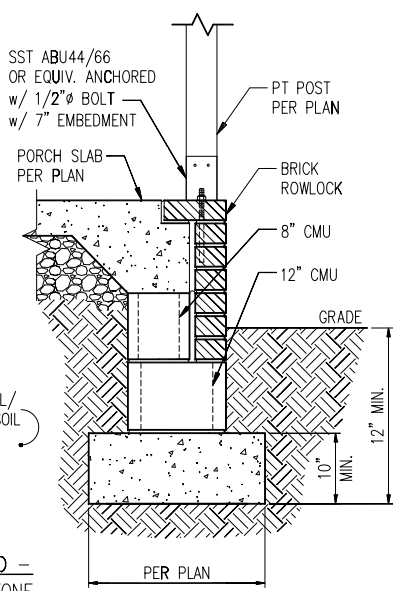 SST ABU44/66
OR EQUIV. ANCHORED
w/ 1/2"ø BOLT
w/ 7" EMBEDMENT
PT POST
PER PLAN
PORCH SLAB
PER PLAN
BRICK
ROWLOCK
8" CMU
12" CMU
GRADE
L/
SOIL
12" MIN.
10"
MIN.
PER PLAN